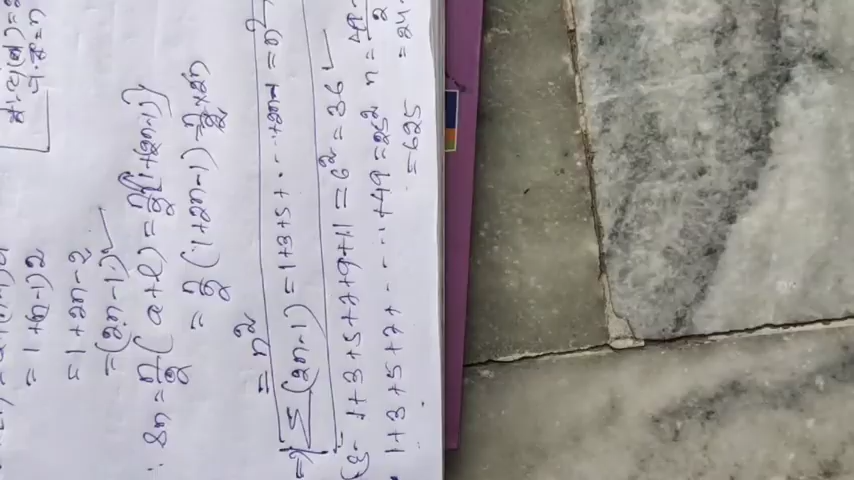 = 1 + (n-1) 2
= 1 + 2n - 2
= (2n-1) ✓
∴ Sn = n/2 (a+l) = n/2 (1+(2n-1))
= n/2 (1+2n-1) = n/2 × 2n
= n²
⇒ Σ (2n-1) = 1+3+5+ ---- +2n-1 = n²
1+3+5+7+9+11 = 6² = 36 ✓
1+3+5+7+ ---- +49 = 25² n =
= 625 = 24